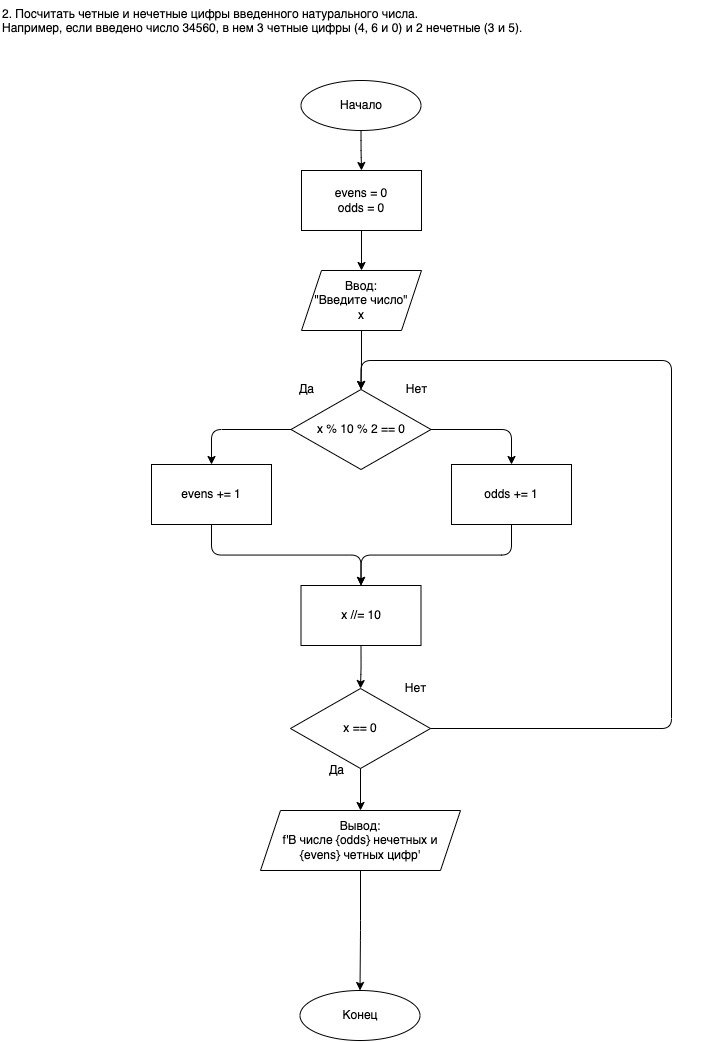 2. Посчитать четные и нечетные цифры введенного натурального числа.
Например, если введено число 34560, в нем 3 четные цифры (4, 6 и 0) и 2 нечетные (3 и 5).
Начало
evens = 0
odds = 0
Ввод:
"Введите число"
x
Да
Нет
x % 10 % 2 == 0
evens += 1
odds += 1
x //= 10
Нет
x == 0
Да
Вывод:
f'В числе {odds} нечетных и
{evens} четных цифр'
Конец